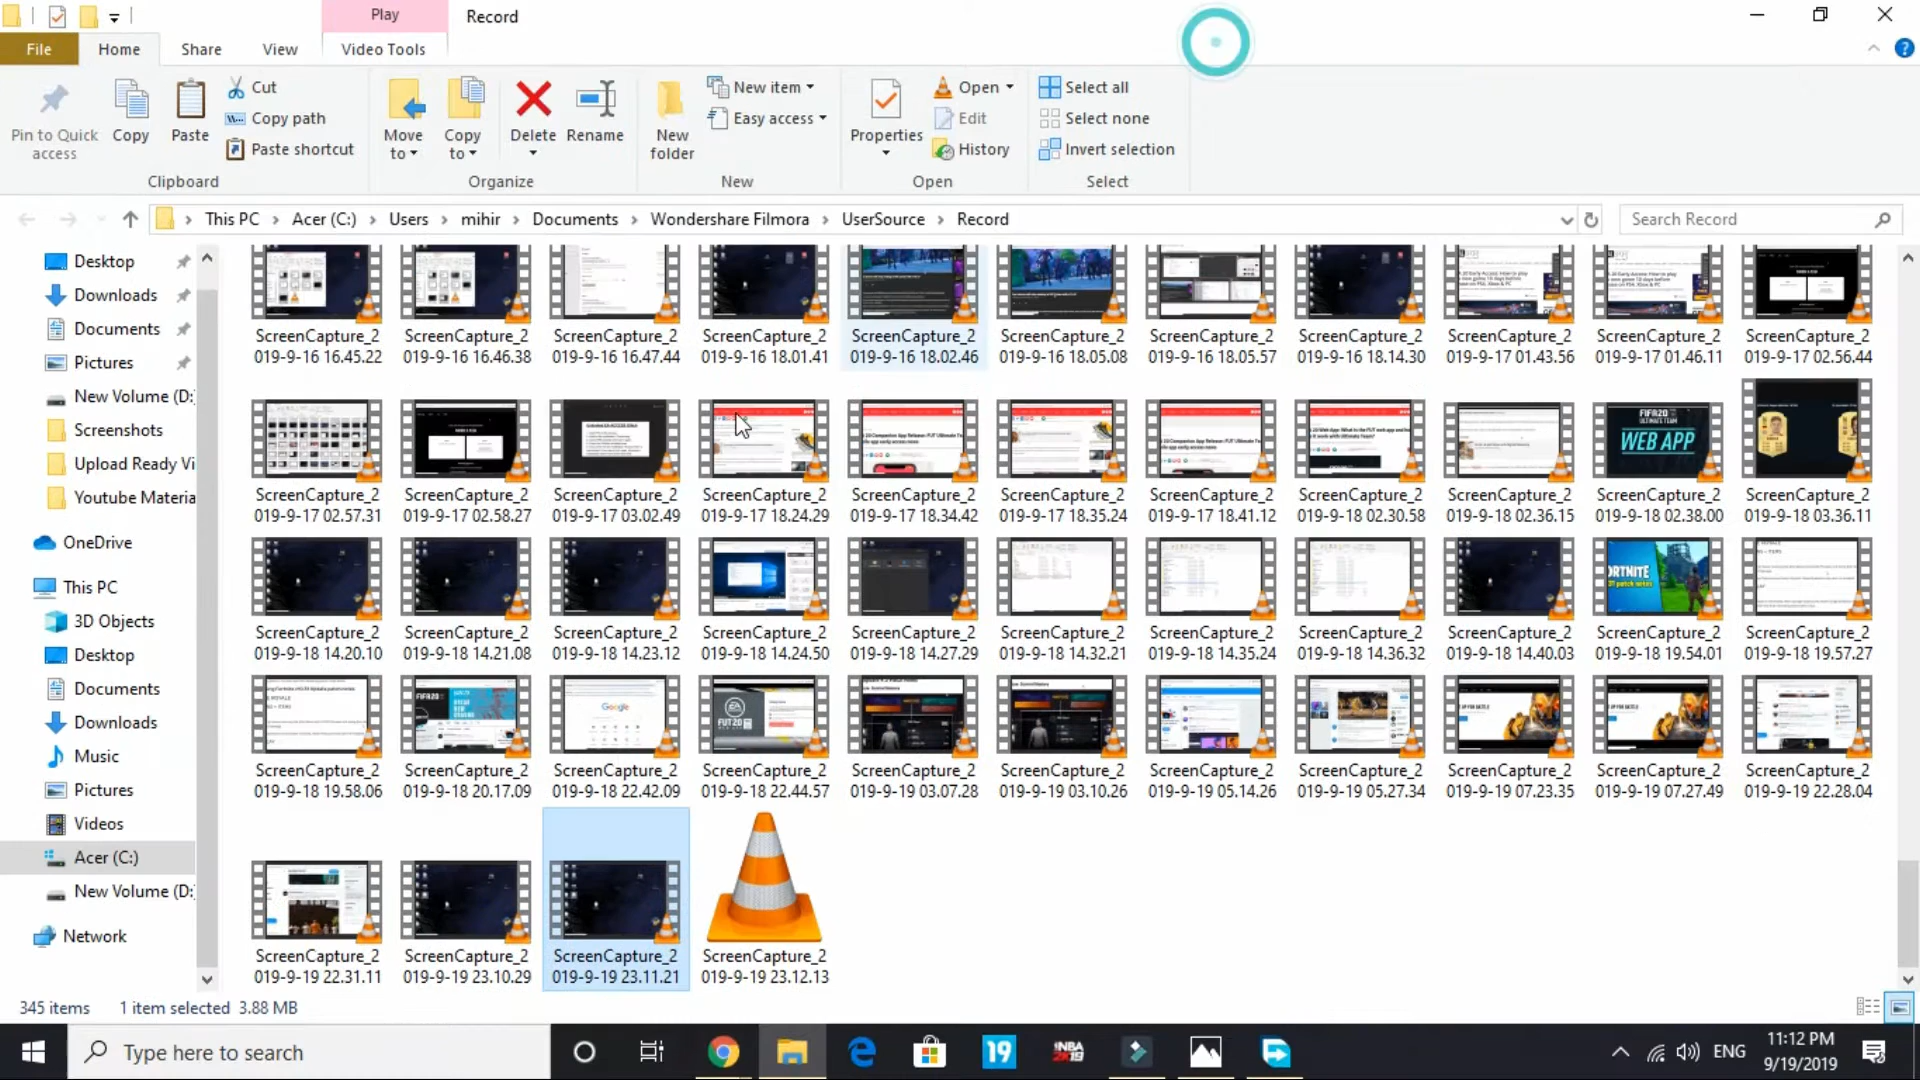 Play
Record
File
Home
Share
View
Video Tools
Pin to Quick
access
Copy
Paste
Cut
Copy path
Paste shortcut
Move
to
Copy
to
Delete
Rename
New
folder
New item
Easy access
Properties
Open
Edit
History
Select all
Select none
Invert selection
Clipboard
Organize
New
Open
Select
This PC > Acer (C:) > Users > mihir > Documents > Wondershare Filmora > UserSource > Record
Search Record
Desktop
Downloads
Documents
Pictures
New Volume (D:
Screenshots
Upload Ready Vi
Youtube Materia
OneDrive
This PC
3D Objects
Desktop
Documents
Downloads
Music
Pictures
Videos
Acer (C:)
New Volume (D:
Network
ScreenCapture_2 ScreenCapture_2 ScreenCapture_2 ScreenCapture_2 ScreenCapture_2 ScreenCapture_2 ScreenCapture_2 ScreenCapture_2 ScreenCapture_2 ScreenCapture_2 ScreenCapture_2
019-9-16 16.45.22 019-9-16 16.46.38 019-9-16 16.47.44 019-9-16 18.01.41 019-9-16 18.02.46 019-9-16 18.05.08 019-9-16 18.05.57 019-9-16 18.14.30 019-9-17 01.43.56 019-9-17 01.46.11 019-9-17 02.56.44
FIFA20
WEB APP
ScreenCapture_2 ScreenCapture_2 ScreenCapture_2 ScreenCapture_2 ScreenCapture_2 ScreenCapture_2 ScreenCapture_2 ScreenCapture_2 ScreenCapture_2 ScreenCapture_2 ScreenCapture_2
019-9-17 02.57.31 019-9-17 02.58.27 019-9-17 03.02.49 019-9-17 18.24.29 019-9-17 18.34.42 019-9-17 18.35.24 019-9-17 18.41.12 019-9-18 02.30.58 019-9-18 02.36.15 019-9-18 02.38.00 019-9-18 03.36.11
RTNITE
patch notes
ScreenCapture_2 ScreenCapture_2 ScreenCapture_2 ScreenCapture_2 ScreenCapture_2 ScreenCapture_2 ScreenCapture_2 ScreenCapture_2 ScreenCapture_2 ScreenCapture_2 ScreenCapture_2
019-9-18 14.20.10 019-9-18 14.21.08 019-9-18 14.23.12 019-9-18 14.24.50 019-9-18 14.27.29 019-9-18 14.32.21 019-9-18 14.35.24 019-9-18 14.36.32 019-9-18 14.40.03 019-9-18 19.54.01 019-9-18 19.57.27
FIFA20
Google
FUT20
UP FOR BATTLE
UP FOR BATTLE
ScreenCapture_2 ScreenCapture_2 ScreenCapture_2 ScreenCapture_2 ScreenCapture_2 ScreenCapture_2 ScreenCapture_2 ScreenCapture_2 ScreenCapture_2 ScreenCapture_2 ScreenCapture_2
019-9-18 19.58.06 019-9-18 20.17.09 019-9-18 22.42.09 019-9-18 22.44.57 019-9-19 03.07.28 019-9-19 03.10.26 019-9-19 05.14.26 019-9-19 05.27.34 019-9-19 07.23.35 019-9-19 07.27.49 019-9-19 22.28.04
ScreenCapture_2 ScreenCapture_2 ScreenCapture_2 ScreenCapture_2
019-9-19 22.31.11 019-9-19 23.10.29 019-9-19 23.11.21 019-9-19 23.12.13
345 items 1 item selected 3.88 MB
Type here to search
19
NBA
2K19
ENG
11:12 PM
9/19/2019